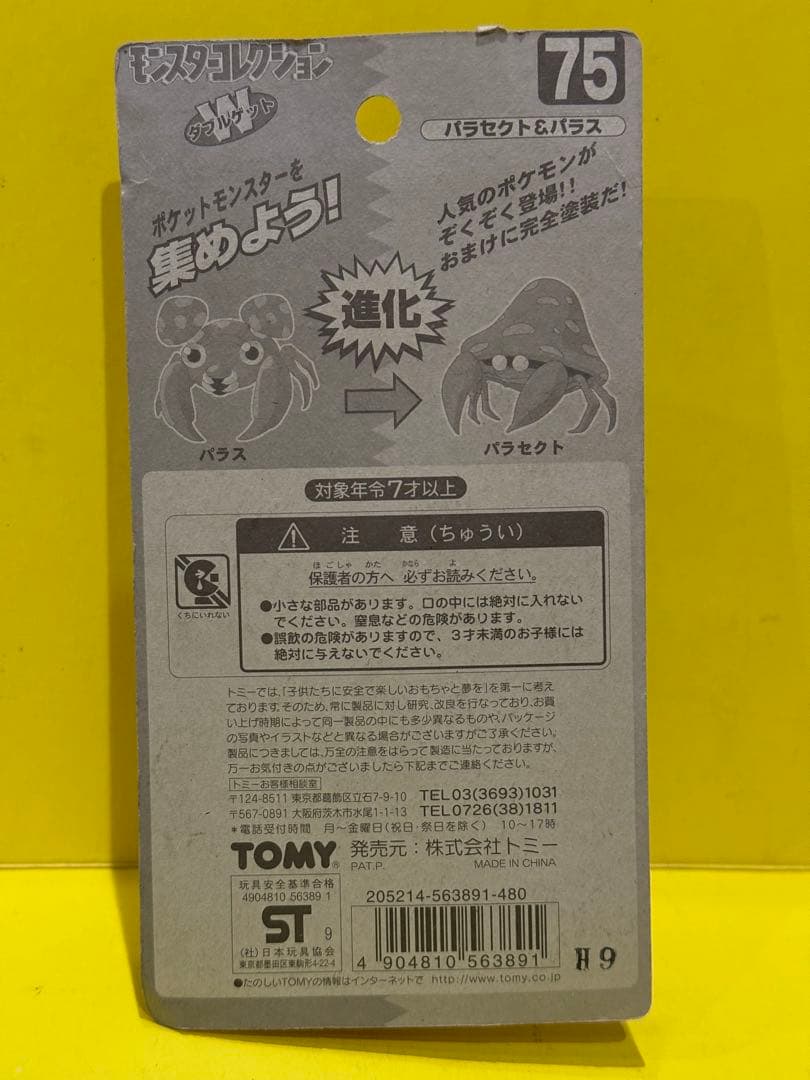 モンスターコレクション
W
ダブルゲット
75
パラセクト&パラス
ポケットモンスターを
集めよう!
人気のポケモンが
ぞくぞく登場!!
おまけに完全塗装だ!
進化
パラス
パラセクト
対象年令7才以上
注 意(ちゅうい)
ほごしゃ かた かなら よ
保護者の方へ 必ずお読みください。
くちにいれない
●小さな部品があります。口の中には絶対に入れない
でください。窒息などの危険があります。
●誤飲の危険がありますので、3才未満のお子様には
絶対に与えないでください。
トミーでは、「子供たちに安全で楽しいおもちゃと夢を」を第一に考え
ております。そのため、常に製品に対し研究、改良を行なっており、お買
い上げ時期によって同一製品の中にも多少異なるものや、パッケージ
の写真やイラストなどと異なる場合がございますがご了承ください。
製品につきましては、万全の注意をはらって製造に当たっておりますが、
万一お気付きの点がございましたら下記までご連絡ください。
トミーお客様相談室
〒124-8511 東京都葛飾区立石7-9-10 TEL03(3693)1031
〒567-0891 大阪府茨木市水尾1-1-13 TEL0726(38)1811
*電話受付時間 月〜金曜日(祝日・祭日を除く) 10〜17時
TOMY® 発売元:株式会社トミー
PAT.P. MADE IN CHINA
玩具安全基準合格
4904810 56389 1
ST 9
(社)日本玩具協会
東京都墨田区東駒形4-22-4
205214-563891-480
4 904810 563891
H 9
●たのしいTOMYの情報はインターネットで http://www.tomy.co.jp